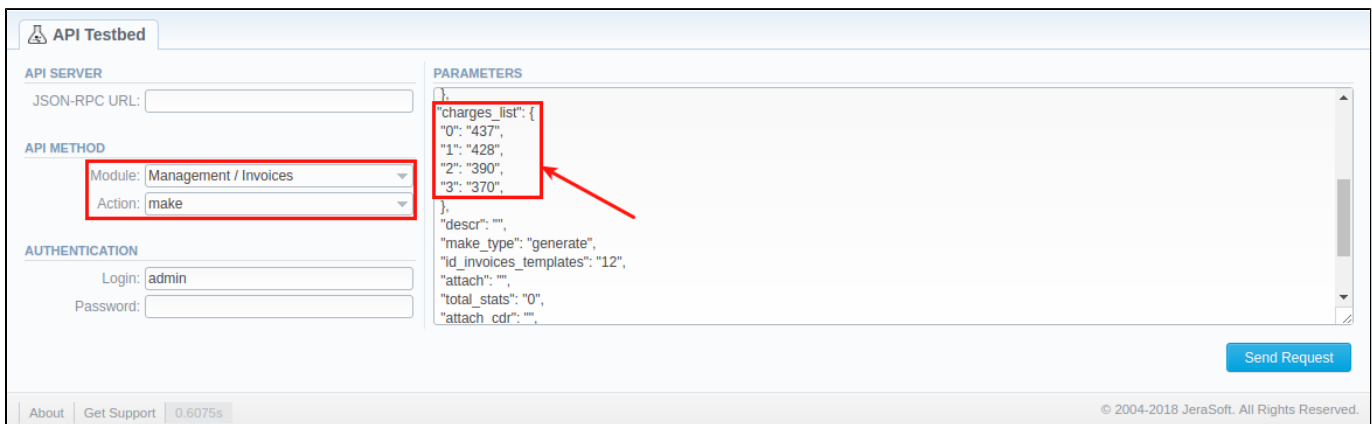 API Testbed
API SERVER
JSON-RPC URL:
API METHOD
Module: Management / Invoices
Action: make
AUTHENTICATION
Login: admin
Password:
PARAMETERS
},
"charges_list": {
"0": "437",
"1": "428",
"2": "390",
"3": "370",
},
"descr": "",
"make_type": "generate",
"id_invoices_templates": "12",
"attach": "",
"total_stats": "0",
"attach_cdr": "",
Send Request
About Get Support 0.6075s
© 2004-2018 JeraSoft. All Rights Reserved.